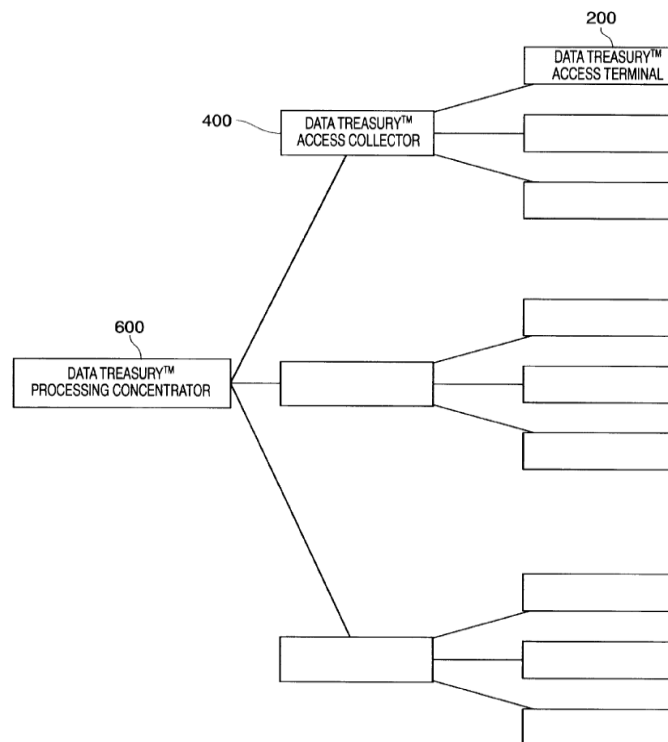 200
DATA TREASURY™
ACCESS TERMINAL
400
DATA TREASURY™
ACCESS COLLECTOR
600
DATA TREASURY™
PROCESSING CONCENTRATOR